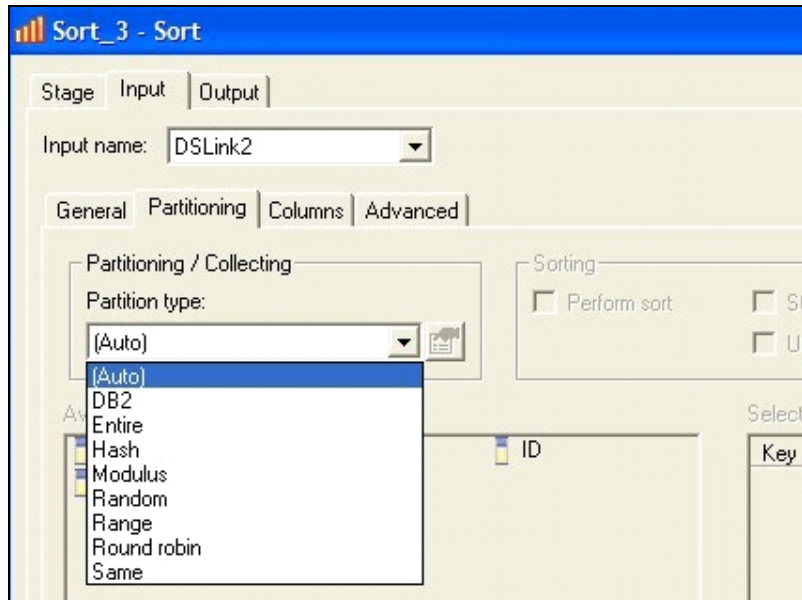 Sort_3 - Sort
Stage Input Output
Input name: DSLink2
General Partitioning Columns Advanced
Partitioning / Collecting
Sorting
Partition type:
Perform sort
(Auto)
(Auto)
DB2
Entire
Hash
Modulus
Random
Range
Round robin
Same
ID
Select
Key